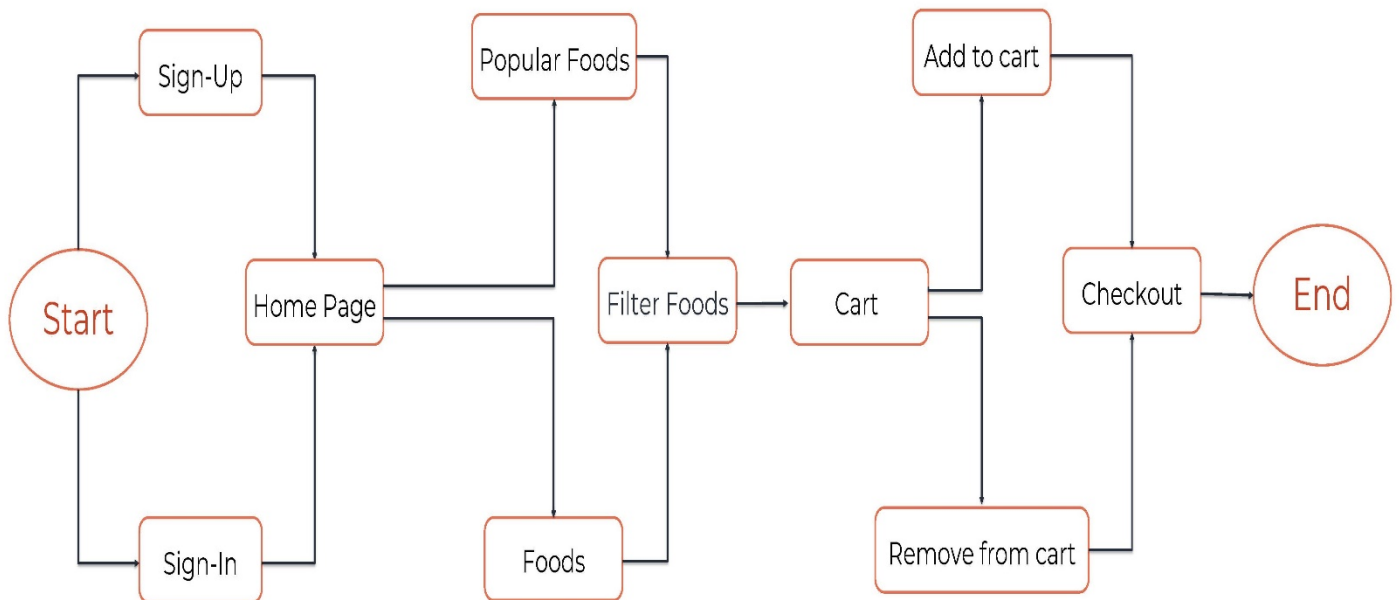 Start
Sign-Up
Sign-In
Home Page
Popular Foods
Foods
Filter Foods
Cart
Add to cart
Remove from cart
Checkout
End